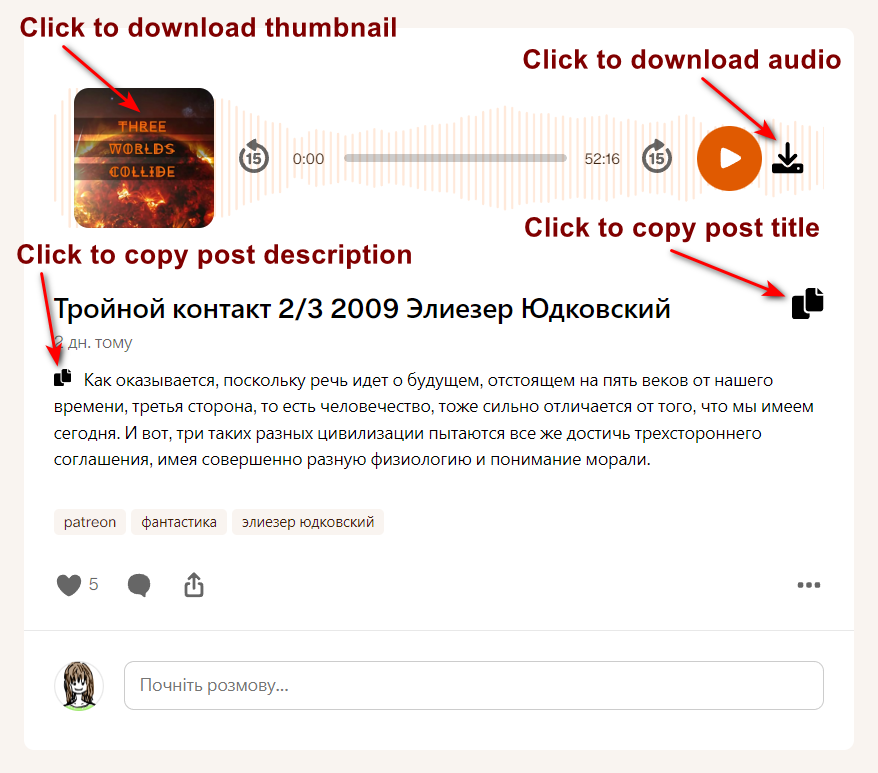 Click to download thumbnail
Click to download audio
THREE
WORLDS
COLLIDE
15
0:00
52:16
15
Click to copy post title
Click to copy post description
Тройной контакт 2/3 2009 Элиезер Юдковский
2 дн. тому
Как оказывается, поскольку речь идет о будущем, отстоящем на пять веков от нашего
времени, третья сторона, то есть человечество, тоже сильно отличается от того, что мы имеем
сегодня. И вот, три таких разных цивилизации пытаются все же достичь трехстороннего
соглашения, имея совершенно разную физиологию и понимание морали.
patreon
фантастика
элиезер юдковский
5
Почніть розмову...